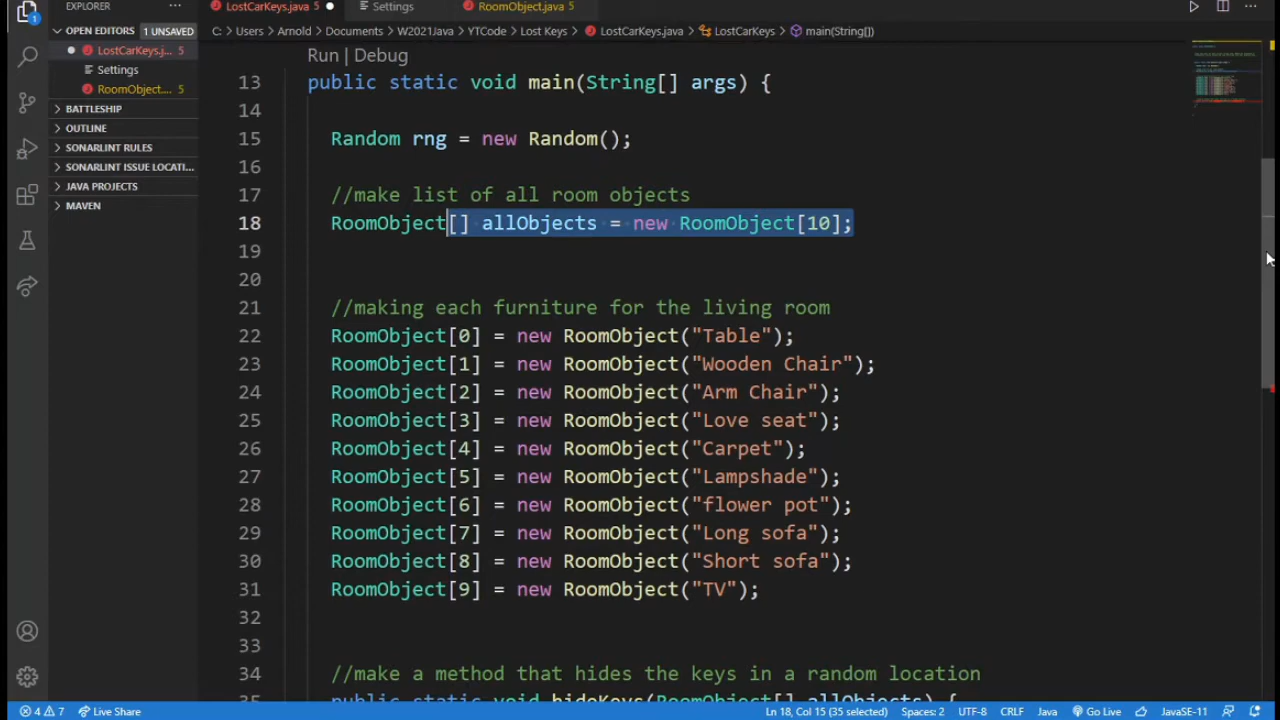 EXPLORER
···
LostCarKeys.java 5 ●
Settings
RoomObject.java 5
···
OPEN EDITORS 1 UNSAVED
C: > Users > Arnold > Documents > W2021Java > YTCode > Lost Keys > LostCarKeys.java > LostCarKeys > main(String[])
● LostCarKeys.j... 5
Settings
RoomObject.... 5
> BATTLESHIP
> OUTLINE
> SONARLINT RULES
> SONARLINT ISSUE LOCATI...
> JAVA PROJECTS
> MAVEN
1
Run | Debug
13 public static void main(String[] args) {
14
15 Random rng = new Random();
16
17 //make list of all room objects
18 RoomObject[] allObjects = new RoomObject[10];
19
20
21 //making each furniture for the living room
22 RoomObject[0] = new RoomObject("Table");
23 RoomObject[1] = new RoomObject("Wooden Chair");
24 RoomObject[2] = new RoomObject("Arm Chair");
25 RoomObject[3] = new RoomObject("Love seat");
26 RoomObject[4] = new RoomObject("Carpet");
27 RoomObject[5] = new RoomObject("Lampshade");
28 RoomObject[6] = new RoomObject("flower pot");
29 RoomObject[7] = new RoomObject("Long sofa");
30 RoomObject[8] = new RoomObject("Short sofa");
31 RoomObject[9] = new RoomObject("TV");
32
33
34 //make a method that hides the keys in a random location
35 public static void hideKeys(RoomObject[] allObjects) {
4 7 Live Share Ln 18, Col 15 (35 selected) Spaces: 2 UTF-8 CRLF Java Go Live JavaSE-11